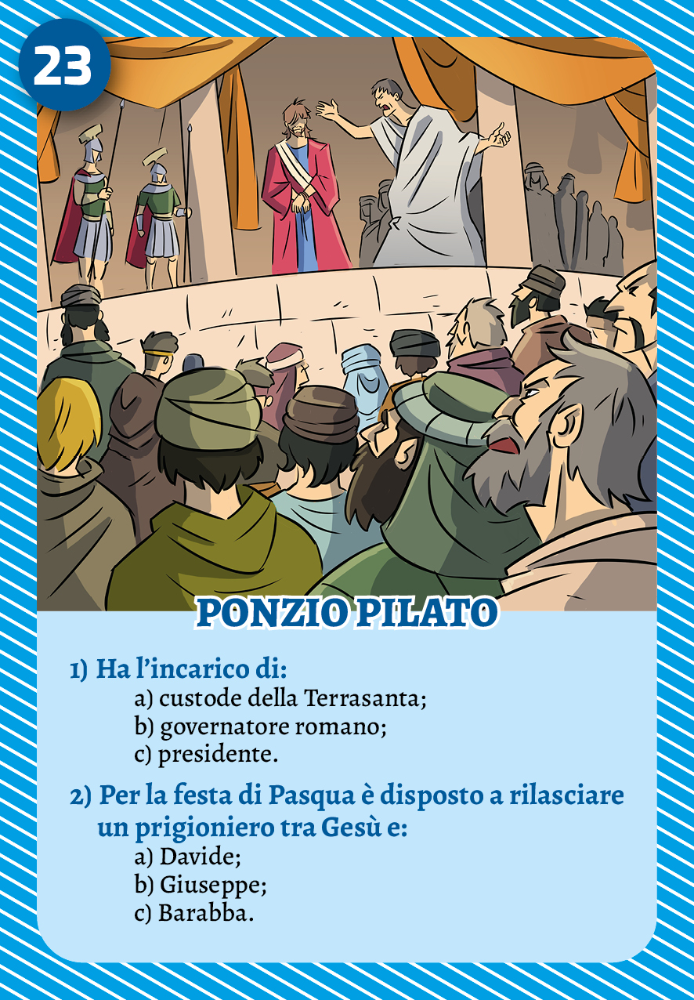 23
PONZIO PILATO
1) Ha l’incarico di:
a) custode della Terrasanta;
b) governatore romano;
c) presidente.
2) Per la festa di Pasqua è disposto a rilasciare
un prigioniero tra Gesù e:
a) Davide;
b) Giuseppe;
c) Barabba.